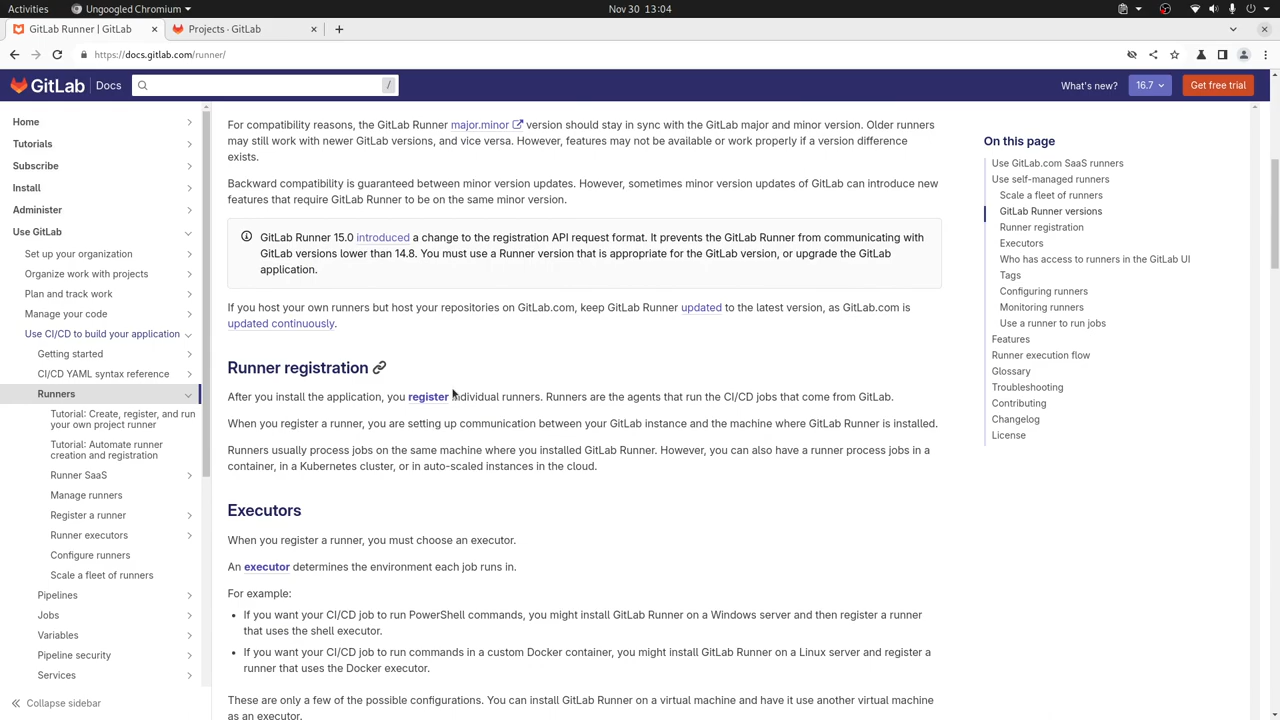 Activities
Ungoogled Chromium
Nov 30 13:04
GitLab Runner | GitLab
Projects · GitLab
https://docs.gitlab.com/runner/
GitLab Docs
/
What's new?
16.7
Get free trial
Home
Tutorials
Subscribe
Install
Administer
Use GitLab
Set up your organization
Organize work with projects
Plan and track work
Manage your code
Use CI/CD to build your application
Getting started
CI/CD YAML syntax reference
Runners
Tutorial: Create, register, and run
your own project runner
Tutorial: Automate runner
creation and registration
Runner SaaS
Manage runners
Register a runner
Runner executors
Configure runners
Scale a fleet of runners
Pipelines
Jobs
Variables
Pipeline security
Services
Collapse sidebar
For compatibility reasons, the GitLab Runner major.minor version should stay in sync with the GitLab major and minor version. Older runners
may still work with newer GitLab versions, and vice versa. However, features may not be available or work properly if a version difference
exists.
Backward compatibility is guaranteed between minor version updates. However, sometimes minor version updates of GitLab can introduce new
features that require GitLab Runner to be on the same minor version.
GitLab Runner 15.0 introduced a change to the registration API request format. It prevents the GitLab Runner from communicating with
GitLab versions lower than 14.8. You must use a Runner version that is appropriate for the GitLab version, or upgrade the GitLab
application.
If you host your own runners but host your repositories on GitLab.com, keep GitLab Runner updated to the latest version, as GitLab.com is
updated continuously.
Runner registration
After you install the application, you register individual runners. Runners are the agents that run the CI/CD jobs that come from GitLab.
When you register a runner, you are setting up communication between your GitLab instance and the machine where GitLab Runner is installed.
Runners usually process jobs on the same machine where you installed GitLab Runner. However, you can also have a runner process jobs in a
container, in a Kubernetes cluster, or in auto-scaled instances in the cloud.
Executors
When you register a runner, you must choose an executor.
An executor determines the environment each job runs in.
For example:
• If you want your CI/CD job to run PowerShell commands, you might install GitLab Runner on a Windows server and then register a runner
that uses the shell executor.
• If you want your CI/CD job to run commands in a custom Docker container, you might install GitLab Runner on a Linux server and register a
runner that uses the Docker executor.
These are only a few of the possible configurations. You can install GitLab Runner on a virtual machine and have it use another virtual machine
as an executor.
On this page
Use GitLab.com SaaS runners
Use self-managed runners
Scale a fleet of runners
GitLab Runner versions
Runner registration
Executors
Who has access to runners in the GitLab UI
Tags
Configuring runners
Monitoring runners
Use a runner to run jobs
Features
Runner execution flow
Glossary
Troubleshooting
Contributing
Changelog
License